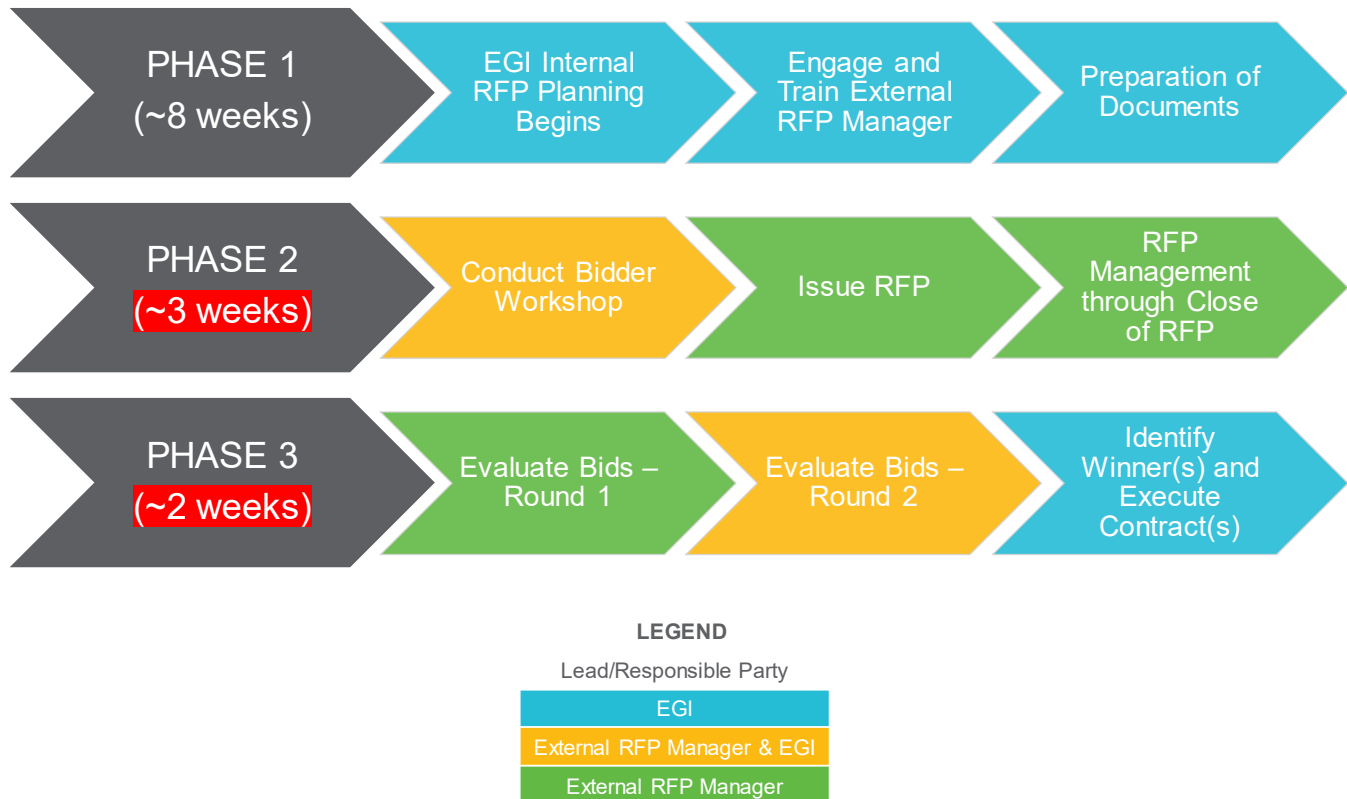 PHASE 1
(~8 weeks)
EGI Internal
RFP Planning
Begins
Engage and
Train External
RFP Manager
Preparation of
Documents
PHASE 2
(~3 weeks)
Conduct Bidder
Workshop
Issue RFP
RFP
Management
through Close
of RFP
PHASE 3
(~2 weeks)
Evaluate Bids –
Round 1
Evaluate Bids –
Round 2
Identify
Winner(s) and
Execute
Contract(s)
LEGEND
Lead/Responsible Party
EGI
External RFP Manager & EGI
External RFP Manager